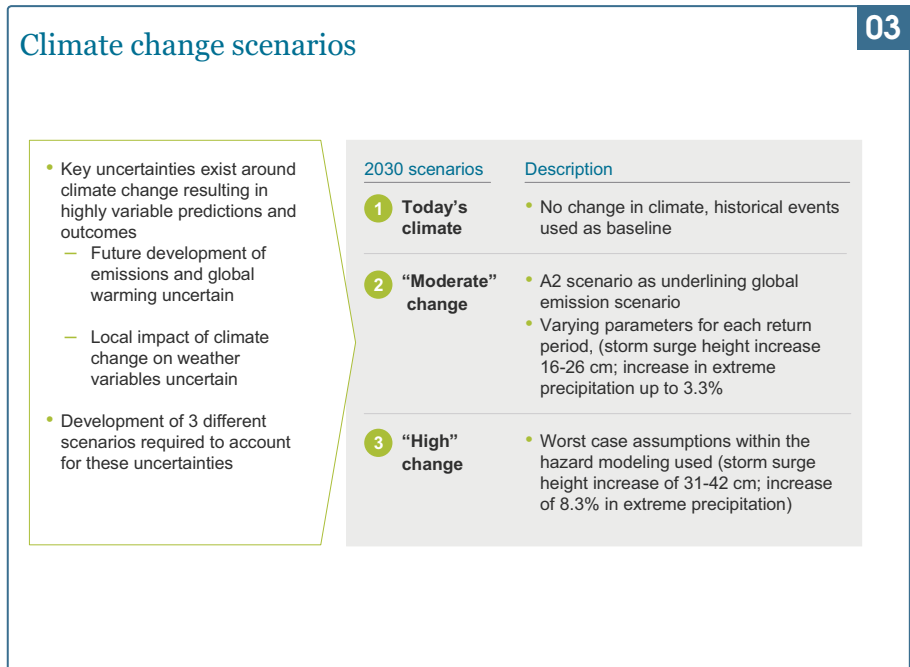 Climate change scenarios
03
• Key uncertainties exist around
climate change resulting in
highly variable predictions and
outcomes
– Future development of
emissions and global
warming uncertain
– Local impact of climate
change on weather
variables uncertain
• Development of 3 different
scenarios required to account
for these uncertainties
2030 scenarios
Description
1 Today's
climate
• No change in climate, historical events
used as baseline
2 “Moderate”
change
• A2 scenario as underlining global
emission scenario
• Varying parameters for each return
period, (storm surge height increase
16-26 cm; increase in extreme
precipitation up to 3.3%
3 “High”
change
• Worst case assumptions within the
hazard modeling used (storm surge
height increase of 31-42 cm; increase
of 8.3% in extreme precipitation)